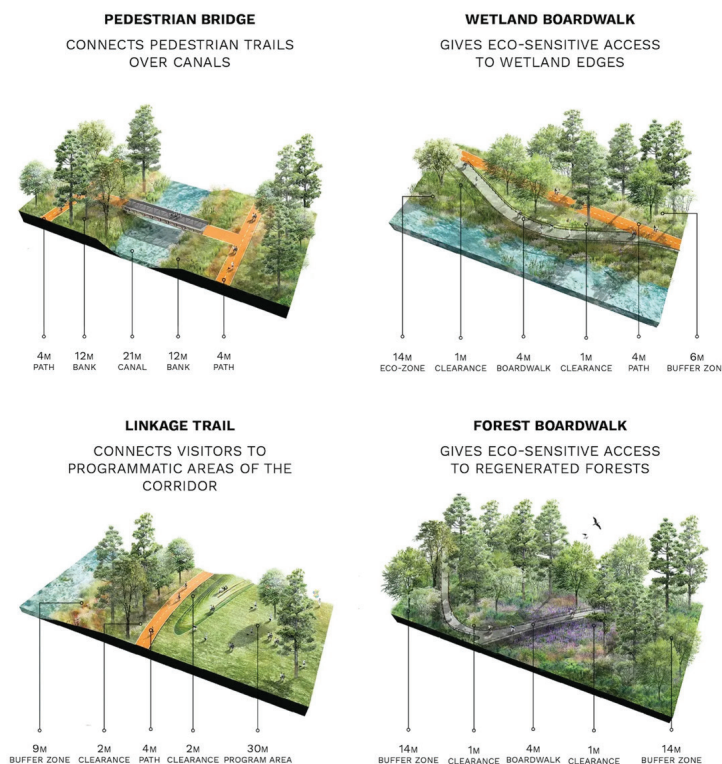 PEDESTRIAN BRIDGE
CONNECTS PEDESTRIAN TRAILS
OVER CANALS
4M
PATH
12M
BANK
21M
CANAL
12M
BANK
4M
PATH
WETLAND BOARDWALK
GIVES ECO-SENSITIVE ACCESS
TO WETLAND EDGES
14M
ECO-ZONE
1M
CLEARANCE
4M
BOARDWALK
1M
CLEARANCE
4M
PATH
6M
BUFFER ZON
LINKAGE TRAIL
CONNECTS VISITORS TO
PROGRAMMATIC AREAS OF THE
CORRIDOR
9M
BUFFER ZONE
2M
CLEARANCE
4M
PATH
2M
CLEARANCE
30M
PROGRAM AREA
FOREST BOARDWALK
GIVES ECO-SENSITIVE ACCESS
TO REGENERATED FORESTS
14M
BUFFER ZONE
1M
CLEARANCE
4M
BOARDWALK
1M
CLEARANCE
14M
BUFFER ZONE